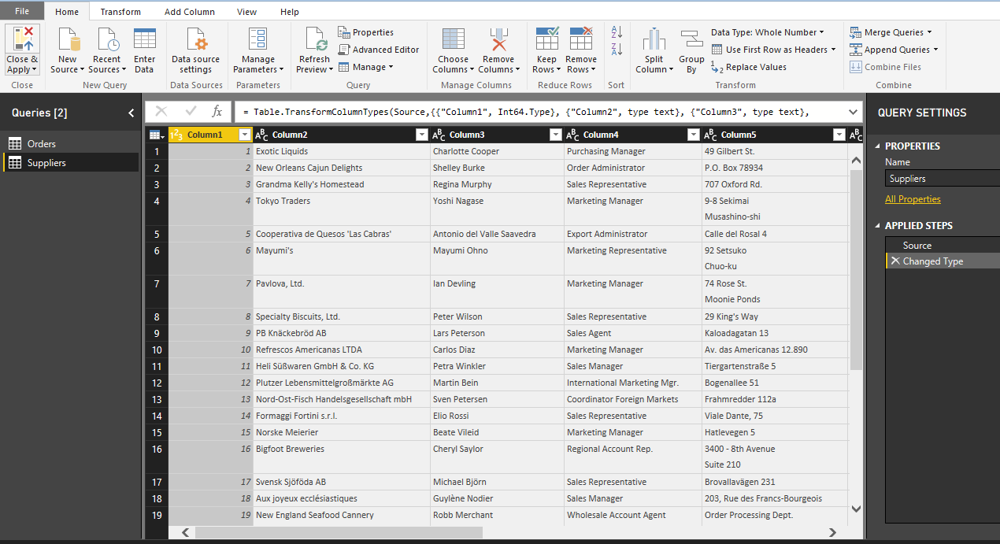 File Home Transform Add Column View Help
Close & Apply
New Source
Recent Sources
Enter Data
Data source settings
Manage Parameters
Refresh Preview
Properties
Advanced Editor
Manage
Choose Columns
Remove Columns
Keep Rows
Remove Rows
A Z
Z A
Split Column
Group By
Data Type: Whole Number
Use First Row as Headers
1 2 Replace Values
Merge Queries
Append Queries
Combine Files
Close New Query Data Sources Parameters Query Manage Columns Reduce Rows Sort Transform Combine
Queries [2]
Orders
Suppliers
fx = Table.TransformColumnTypes(Source,{{"Column1", Int64.Type}, {"Column2", type text}, {"Column3", type text},
1 2 3 Column1 A B C Column2 A B C Column3 A B C Column4 A B C Column5 A B C
1 1 Exotic Liquids Charlotte Cooper Purchasing Manager 49 Gilbert St.
2 2 New Orleans Cajun Delights Shelley Burke Order Administrator P.O. Box 78934
3 3 Grandma Kelly's Homestead Regina Murphy Sales Representative 707 Oxford Rd.
4 4 Tokyo Traders Yoshi Nagase Marketing Manager 9-8 Sekimai
Musashino-shi
5 5 Cooperativa de Quesos 'Las Cabras' Antonio del Valle Saavedra Export Administrator Calle del Rosal 4
6 6 Mayumi's Mayumi Ohno Marketing Representative 92 Setsuko
Chuo-ku
7 7 Pavlova, Ltd. Ian Devling Marketing Manager 74 Rose St.
Moonie Ponds
8 8 Specialty Biscuits, Ltd. Peter Wilson Sales Representative 29 King's Way
9 9 PB Knäckebröd AB Lars Peterson Sales Agent Kaloadagatan 13
10 10 Refrescos Americanas LTDA Carlos Diaz Marketing Manager Av. das Americanas 12.890
11 11 Heli Süßwaren GmbH & Co. KG Petra Winkler Sales Manager Tiergartenstraße 5
12 12 Plutzer Lebensmittelgroßmärkte AG Martin Bein International Marketing Mgr. Bogenallee 51
13 13 Nord-Ost-Fisch Handelsgesellschaft mbH Sven Petersen Coordinator Foreign Markets Frahmredder 112a
14 14 Formaggi Fortini s.r.l. Elio Rossi Sales Representative Viale Dante, 75
15 15 Norske Meierier Beate Vileid Marketing Manager Hatlevegen 5
16 16 Bigfoot Breweries Cheryl Saylor Regional Account Rep. 3400 - 8th Avenue
Suite 210
17 17 Svensk Sjöföda AB Michael Björn Sales Representative Brovallavägen 231
18 18 Aux joyeux ecclésiastiques Guylène Nodier Sales Manager 203, Rue des Francs-Bourgeois
19 19 New England Seafood Cannery Robb Merchant Wholesale Account Agent Order Processing Dept.
QUERY SETTINGS
PROPERTIES
Name
Suppliers
All Properties
APPLIED STEPS
Source
Changed Type